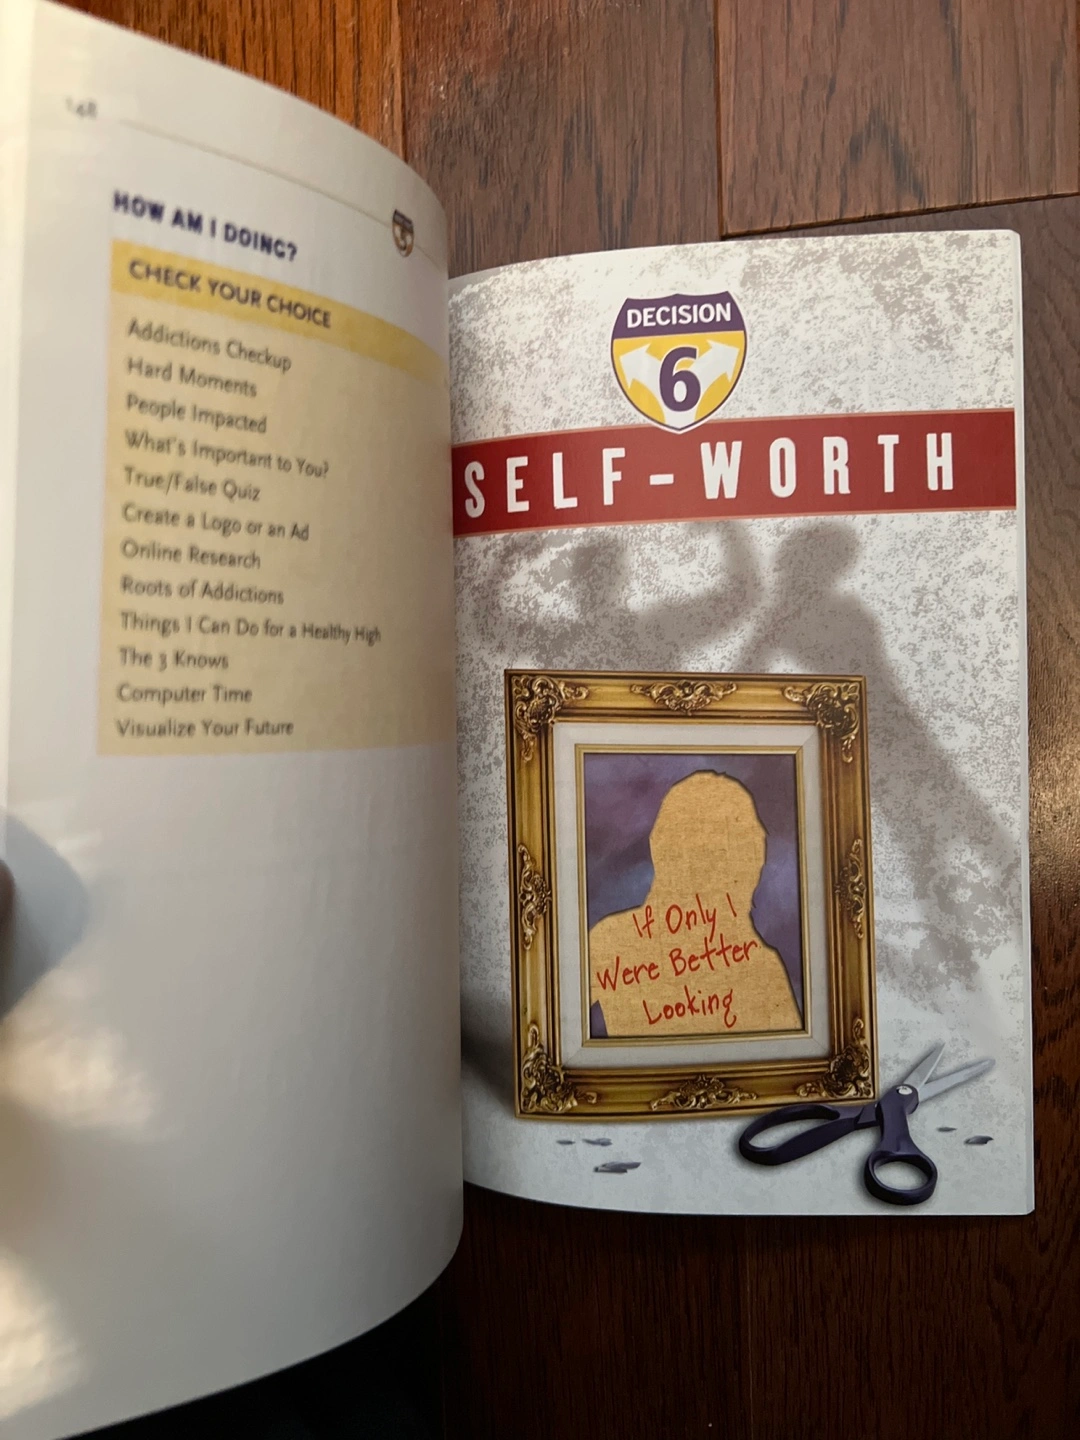 148
HOW AM I DOING?
CHECK YOUR CHOICE
Addictions Checkup
Hard Moments
People Impacted
What's Important to You?
True/False Quiz
Create a Logo or an Ad
Online Research
Roots of Addictions
Things I Can Do for a Healthy High
The 3 Knows
Computer Time
Visualize Your Future
DECISION
6
SELF-WORTH
If Only I
Were Better
Looking